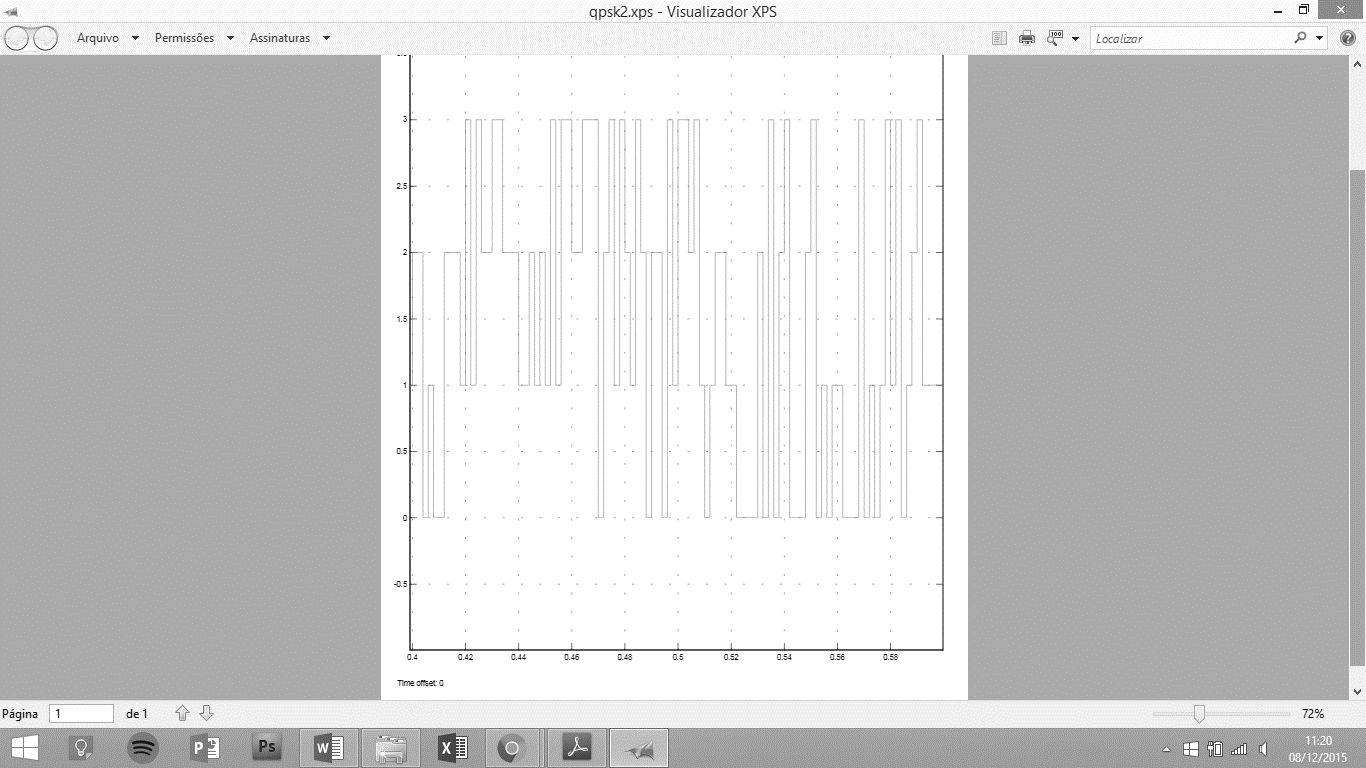 qpsk2.xps - Visualizador XPS
Arquivo Permissões Assinaturas
100
Localizar
3
2.5
2
1.5
1
0.5
0
-0.5
0.4 0.42 0.44 0.46 0.48 0.5 0.52 0.54 0.56 0.58
Time offset: 0
Página 1 de 1
72%
Ps
11:20
08/12/2015